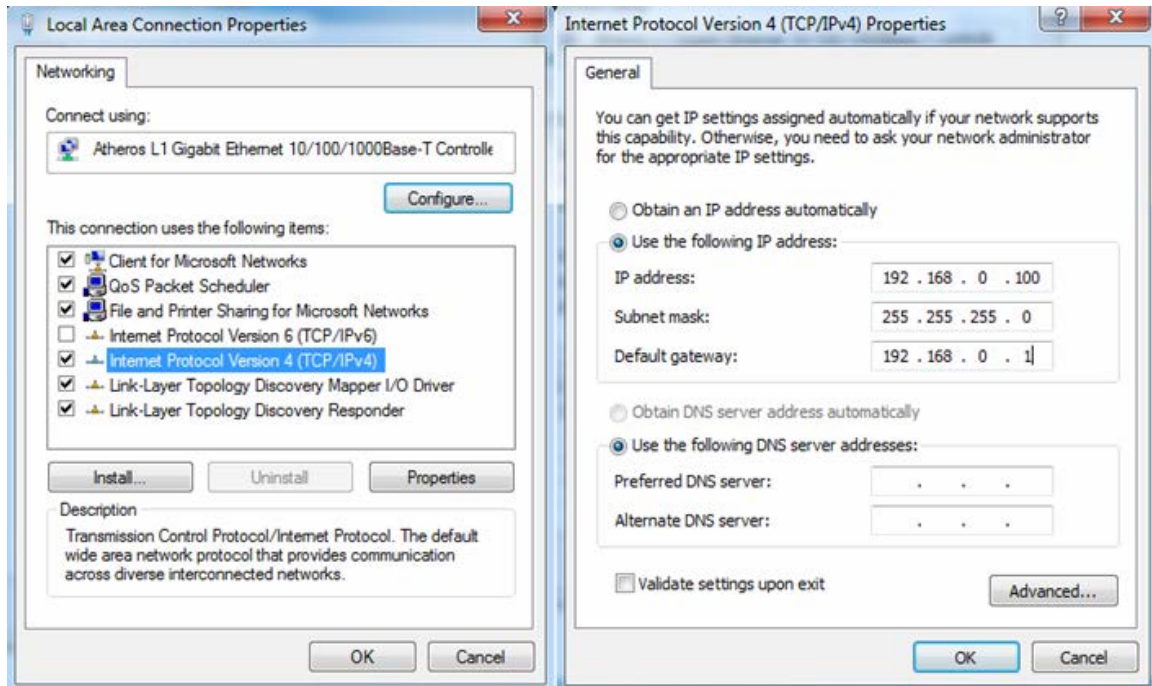 Local Area Connection Properties
Networking
Connect using:
Atheros L1 Gigabit Ethernet 10/100/1000Base-T Controlle
Configure...
This connection uses the following items:
Client for Microsoft Networks
QoS Packet Scheduler
File and Printer Sharing for Microsoft Networks
Internet Protocol Version 6 (TCP/IPv6)
Internet Protocol Version 4 (TCP/IPv4)
Link-Layer Topology Discovery Mapper I/O Driver
Link-Layer Topology Discovery Responder
Install...
Uninstall
Properties
Description
Transmission Control Protocol/Internet Protocol. The default
wide area network protocol that provides communication
across diverse interconnected networks.
OK
Cancel
Internet Protocol Version 4 (TCP/IPv4) Properties
General
You can get IP settings assigned automatically if your network supports
this capability. Otherwise, you need to ask your network administrator
for the appropriate IP settings.
Obtain an IP address automatically
Use the following IP address:
IP address: 192 . 168 . 0 . 100
Subnet mask: 255 . 255 . 255 . 0
Default gateway: 192 . 168 . 0 . 1
Obtain DNS server address automatically
Use the following DNS server addresses:
Preferred DNS server: . . .
Alternate DNS server: . . .
Validate settings upon exit
Advanced...
OK
Cancel